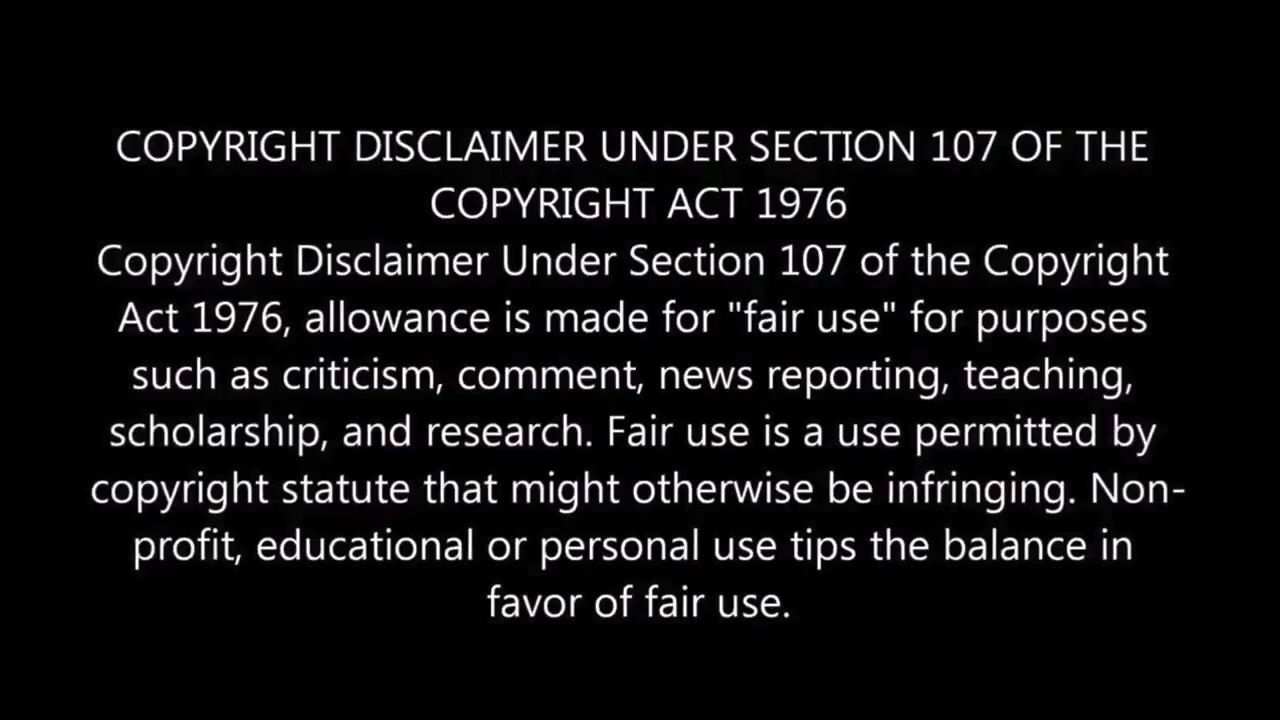 COPYRIGHT DISCLAIMER UNDER SECTION 107 OF THE
COPYRIGHT ACT 1976
Copyright Disclaimer Under Section 107 of the Copyright
Act 1976, allowance is made for "fair use" for purposes
such as criticism, comment, news reporting, teaching,
scholarship, and research. Fair use is a use permitted by
copyright statute that might otherwise be infringing. Non-
profit, educational or personal use tips the balance in
favor of fair use.